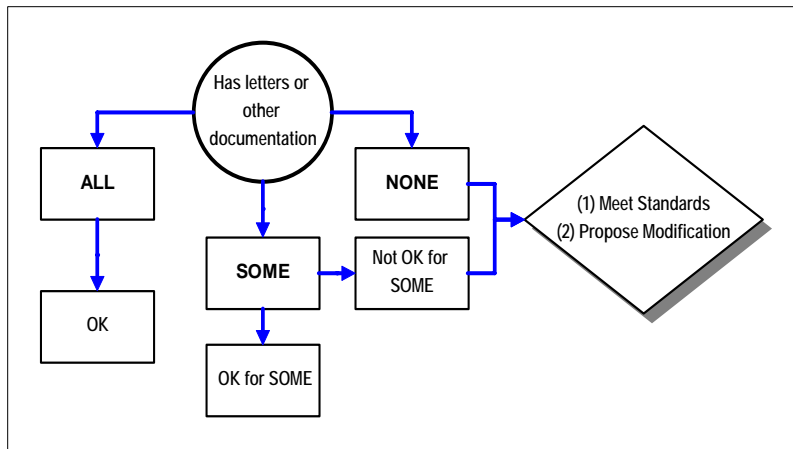 Has letters or
other
documentation
ALL
NONE
(1) Meet Standards
(2) Propose Modification
SOME
Not OK for
SOME
OK
OK for SOME